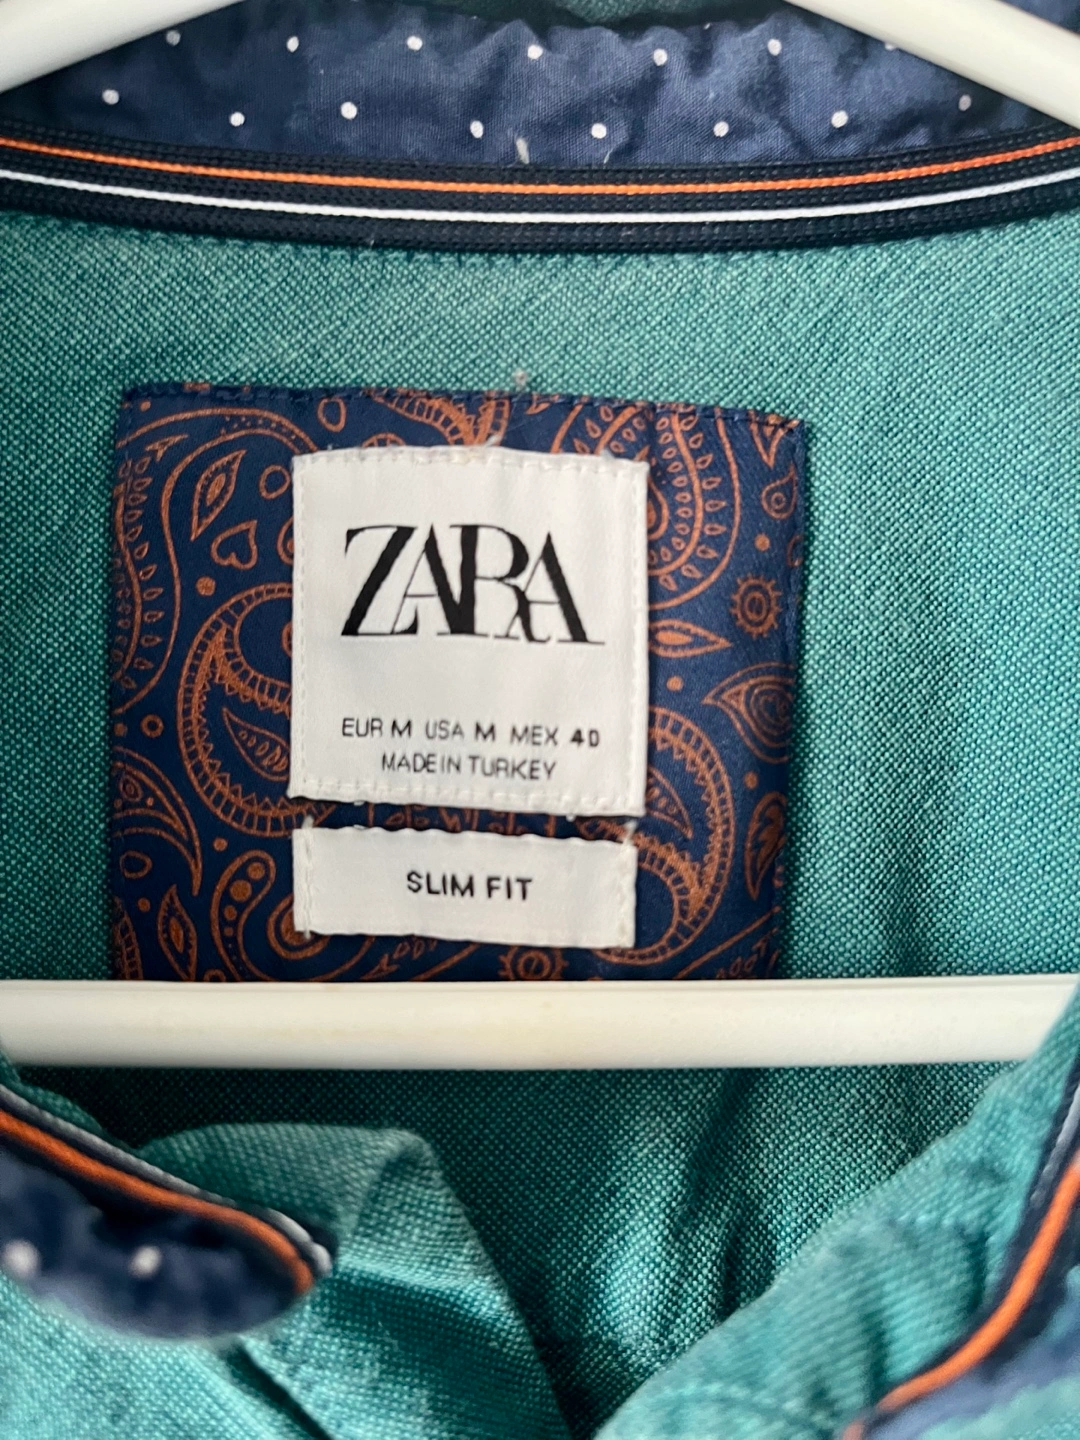 ZARA
EUR M USA M MEX 40
MADE IN TURKEY
SLIM FIT